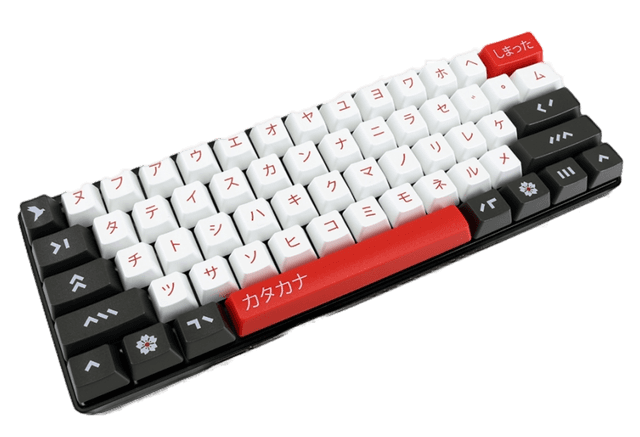 ヌ フ ア ウ エ オ ヤ ユ ヨ ワ ホ ヘ しまった
タ テ イ ス カ ン ナ ニ ラ セ ゛ ゜ ム
チ ト シ ハ キ ク マ ノ リ レ ケ
ツ サ ソ ヒ コ ミ モ ネ ル メ
カタカナ